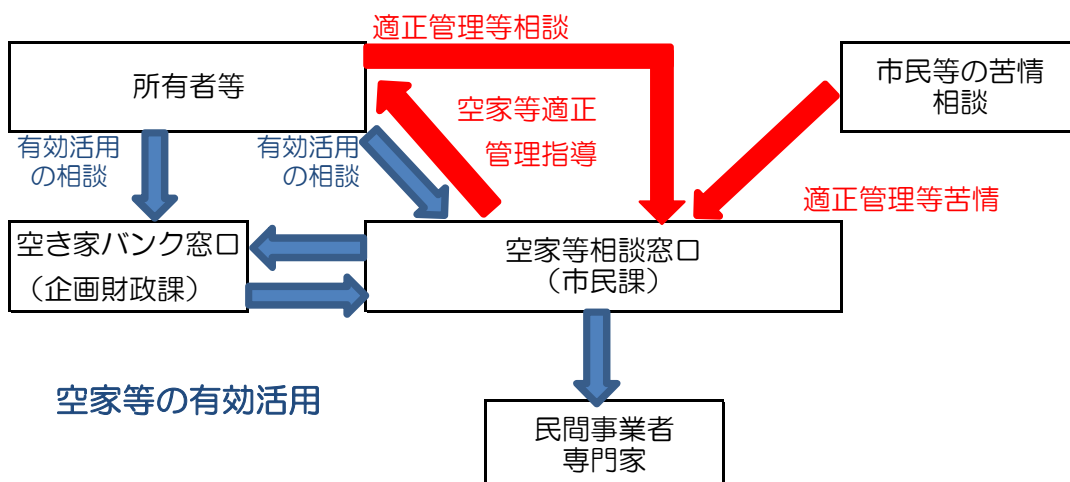 適正管理等相談
所有者等
市民等の苦情
相談
空家等適正
管理指導
有効活用
の相談
有効活用
の相談
適正管理等苦情
空き家バンク窓口
（企画財政課）
空家等相談窓口
（市民課）
空家等の有効活用
民間事業者
専門家